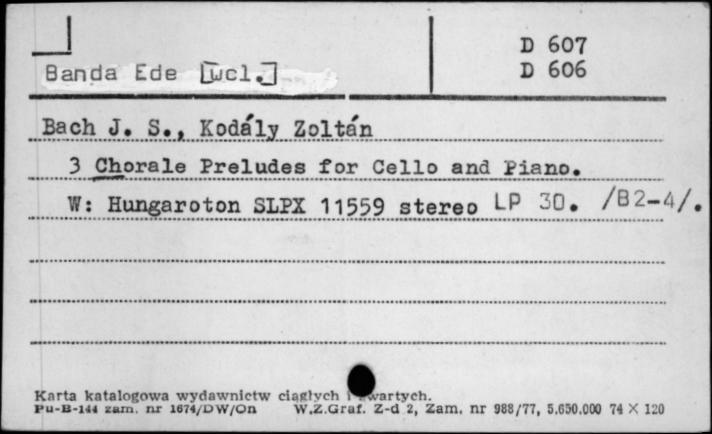 D 607
Banda Ede [wcl.] D 606
Bach J. S., Kodály Zoltán
3 Chorale Preludes for Cello and Piano.
W: Hungaroton SLPX 11559 stereo LP 30. /B2-4/.
Karta katalogowa wydawnictw ciągłych i zwartych.
Pu-B-144 zam. nr 1674/DW/On W.Z.Graf. Z-d 2, Zam. nr 988/77, 5.650.000 74 X 120